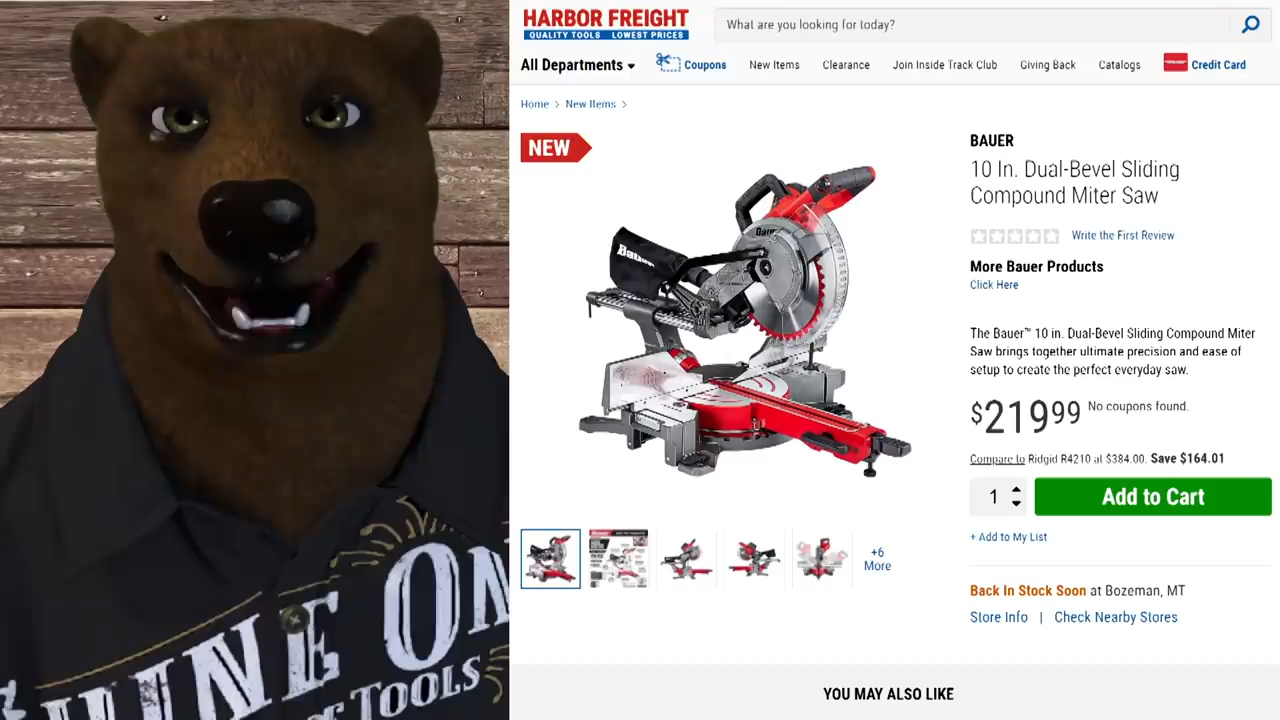 HARBOR FREIGHT
QUALITY TOOLS LOWEST PRICES
What are you looking for today?
All Departments
Coupons
New Items
Clearance
Join Inside Track Club
Giving Back
Catalogs
Credit Card
Home > New Items >
NEW
Bauer
Bauer
BAUER
10 In. Dual-Bevel Sliding
Compound Miter Saw
Write the First Review
More Bauer Products
Click Here
The Bauer™ 10 in. Dual-Bevel Sliding Compound Miter
Saw brings together ultimate precision and ease of
setup to create the perfect everyday saw.
$219.99 No coupons found.
Compare to Ridgid R4210 at $384.00. Save $164.01
1
Add to Cart
+ Add to My List
+6
More
Back In Stock Soon at Bozeman, MT
Store Info | Check Nearby Stores
YOU MAY ALSO LIKE
TOOLS